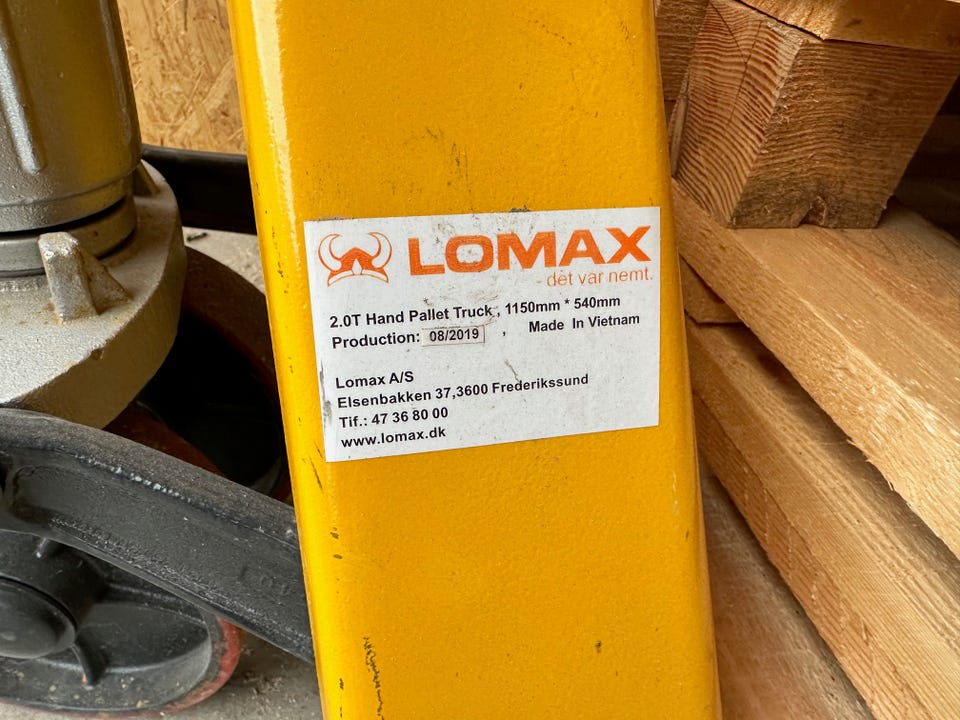 LOMAX
- det var nemt.
2.0T Hand Pallet Truck , 1150mm * 540mm
Production: 08/2019 , Made In Vietnam
Lomax A/S
Elsenbakken 37,3600 Frederikssund
Tif.: 47 36 80 00
www.lomax.dk